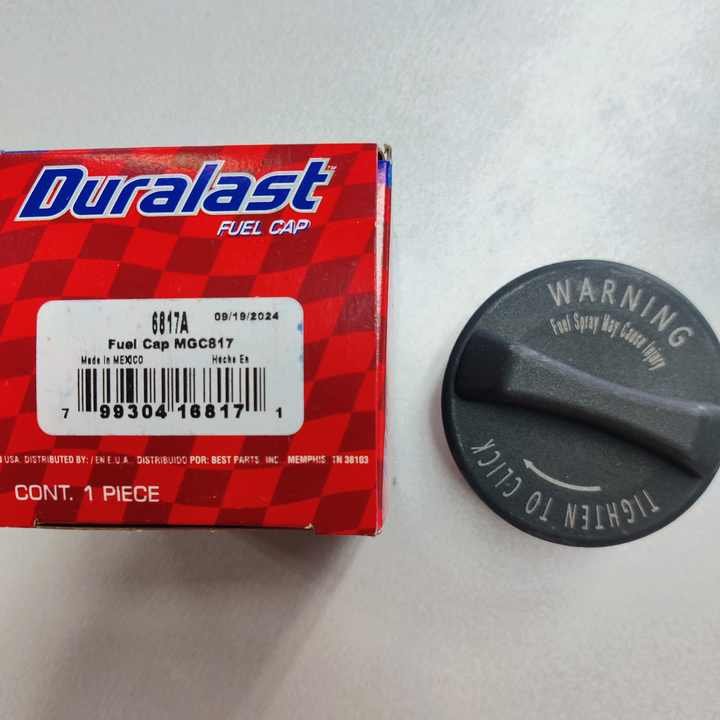 Duralast™
FUEL CAP
6817A 09/19/2024
Fuel Cap MGC817
Made in MEXICO Hecho En
7 99304 16817 1
USA. DISTRIBUTED BY: / EN E.U.A., DISTRIBUIDO POR: BEST PARTS, INC., MEMPHIS, TN 38103
CONT. 1 PIECE
WARNING
Fuel Spray May Cause Injury
TIGHTEN TO CLICK